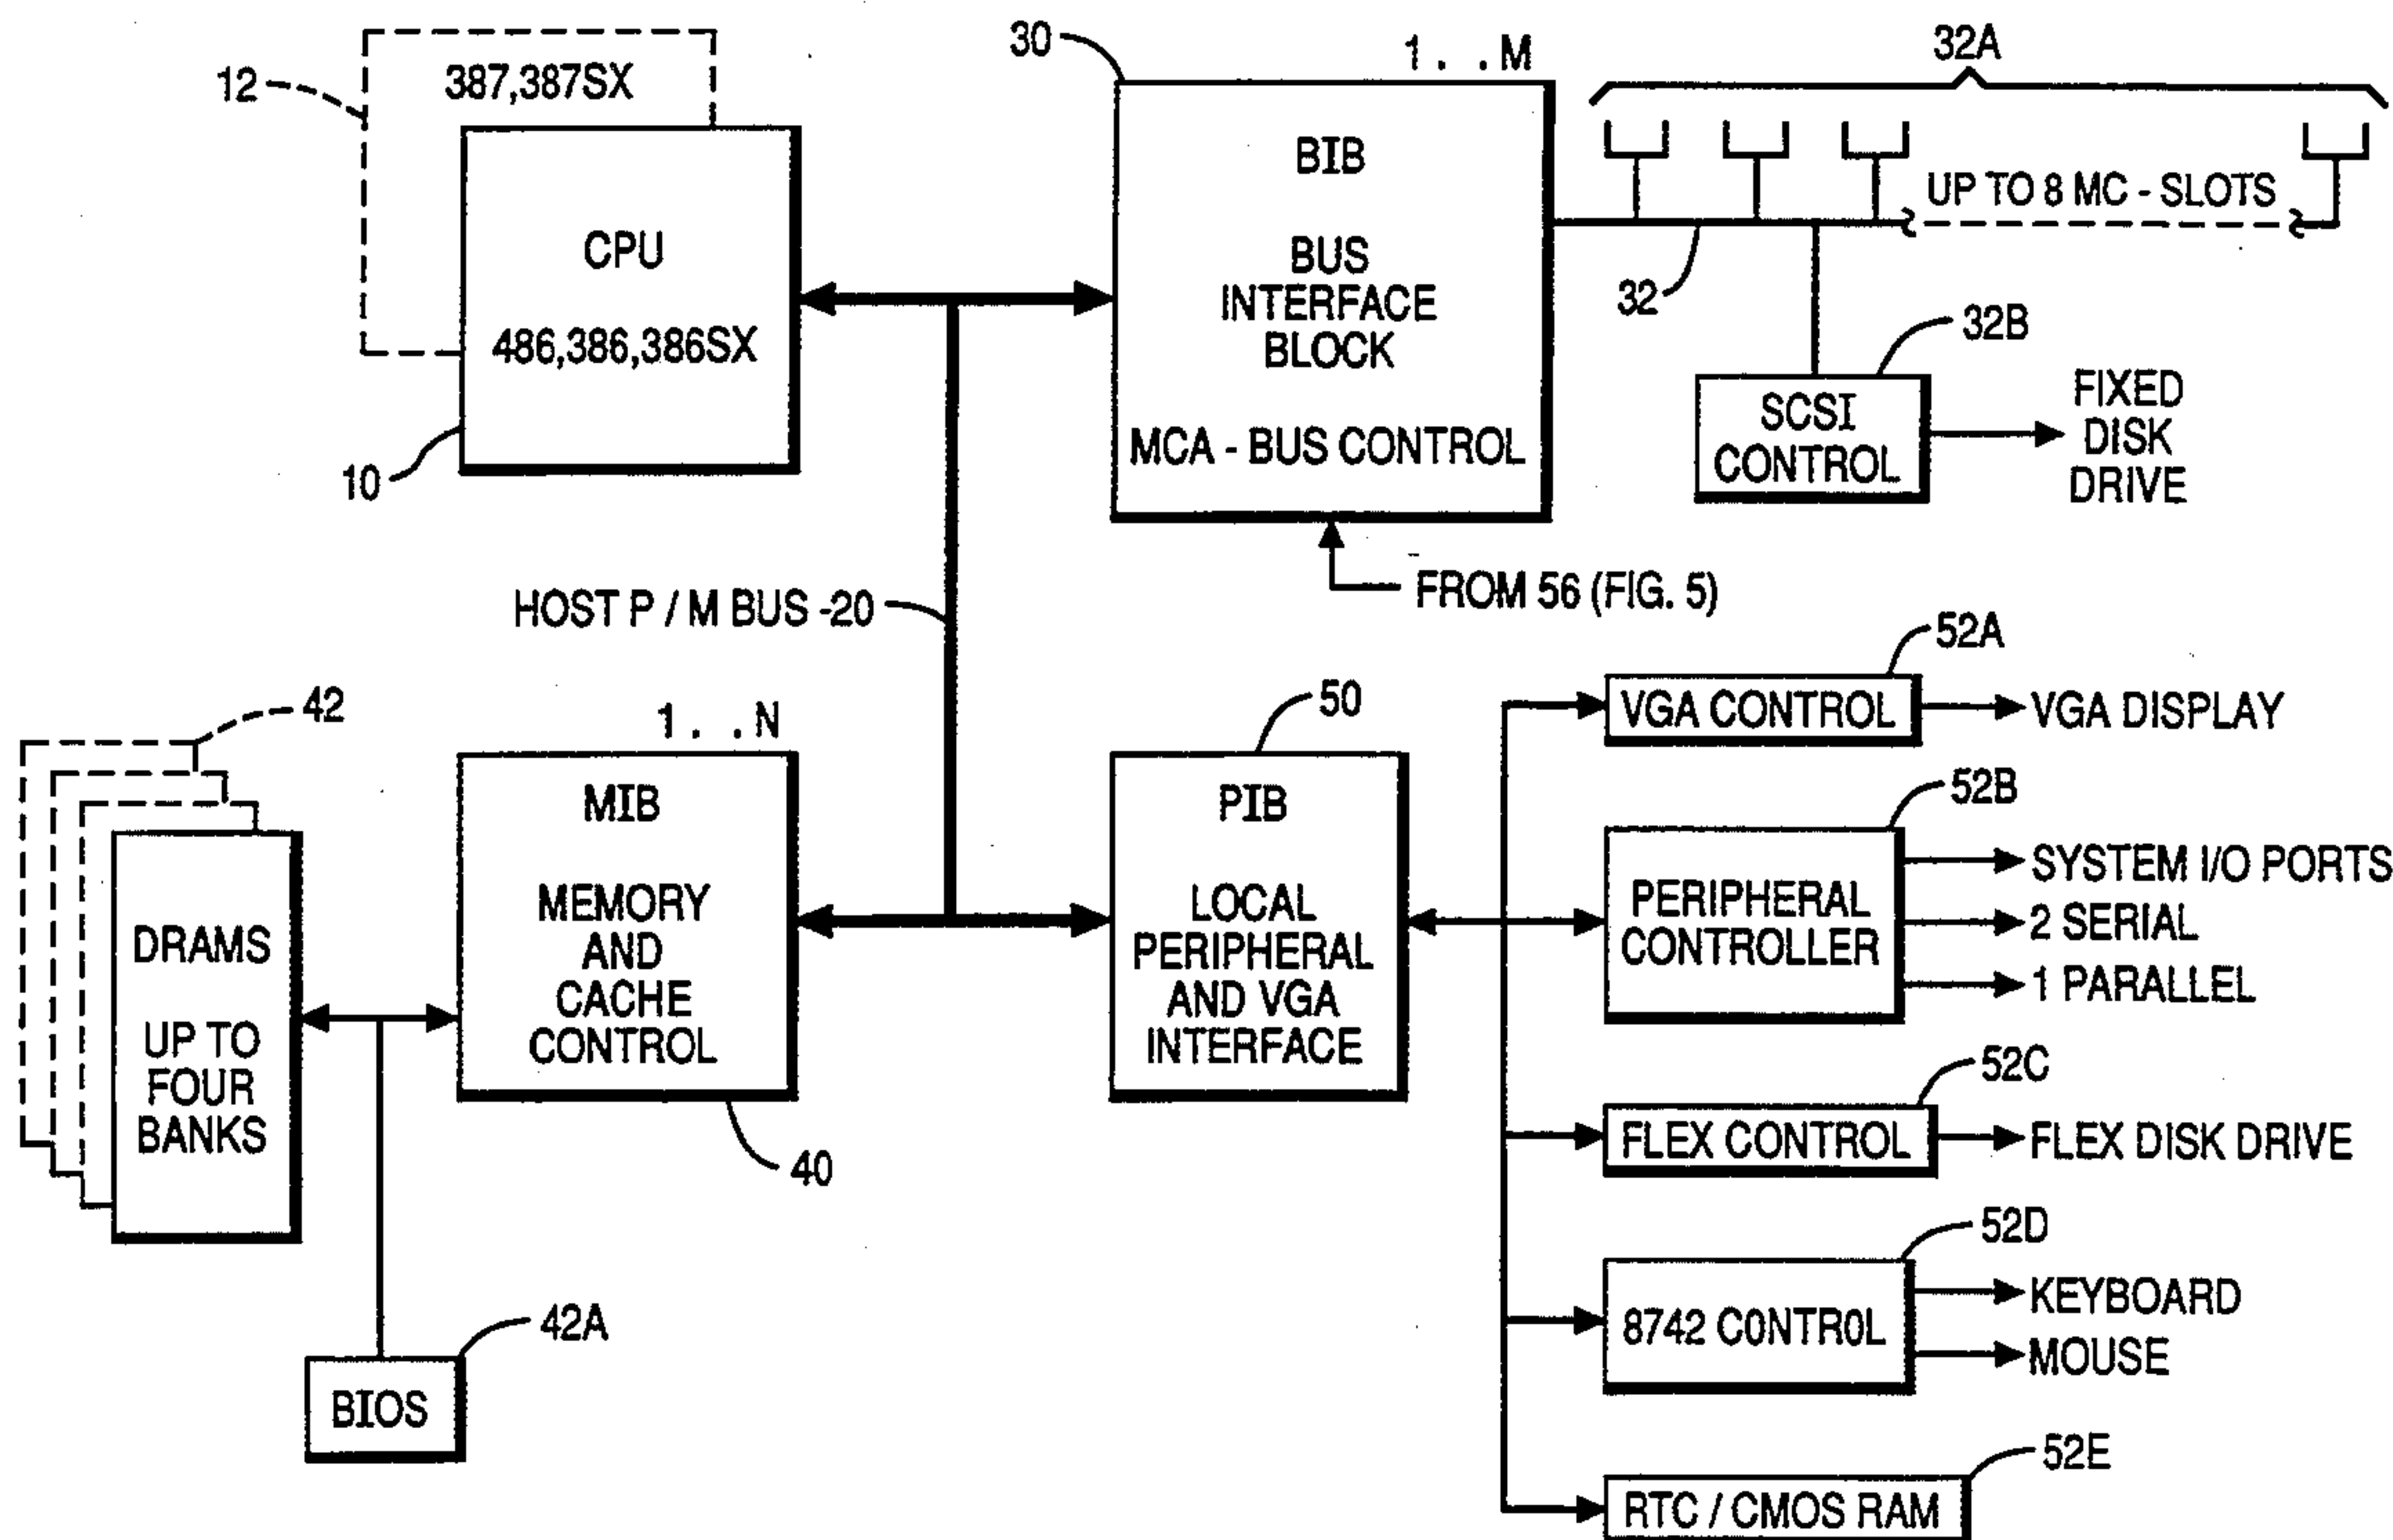 12
387,387SX
CPU
486,386,386SX
10
30
1. . .M
BIB
BUS
INTERFACE
BLOCK
MCA - BUS CONTROL
32A
UP TO 8 MC - SLOTS
32
32B
SCSI
CONTROL
FIXED
DISK
DRIVE
FROM 56 (FIG. 5)
HOST P / M BUS -20
42
DRAMS
UP TO
FOUR
BANKS
1. . .N
MIB
MEMORY
AND
CACHE
CONTROL
40
42A
BIOS
50
PIB
LOCAL
PERIPHERAL
AND VGA
INTERFACE
52A
VGA CONTROL
VGA DISPLAY
52B
PERIPHERAL
CONTROLLER
SYSTEM I/O PORTS
2 SERIAL
1 PARALLEL
52C
FLEX CONTROL
FLEX DISK DRIVE
52D
8742 C0NTR0L
KEYBOARD
MOUSE
52E
RTC / CMOS RAM